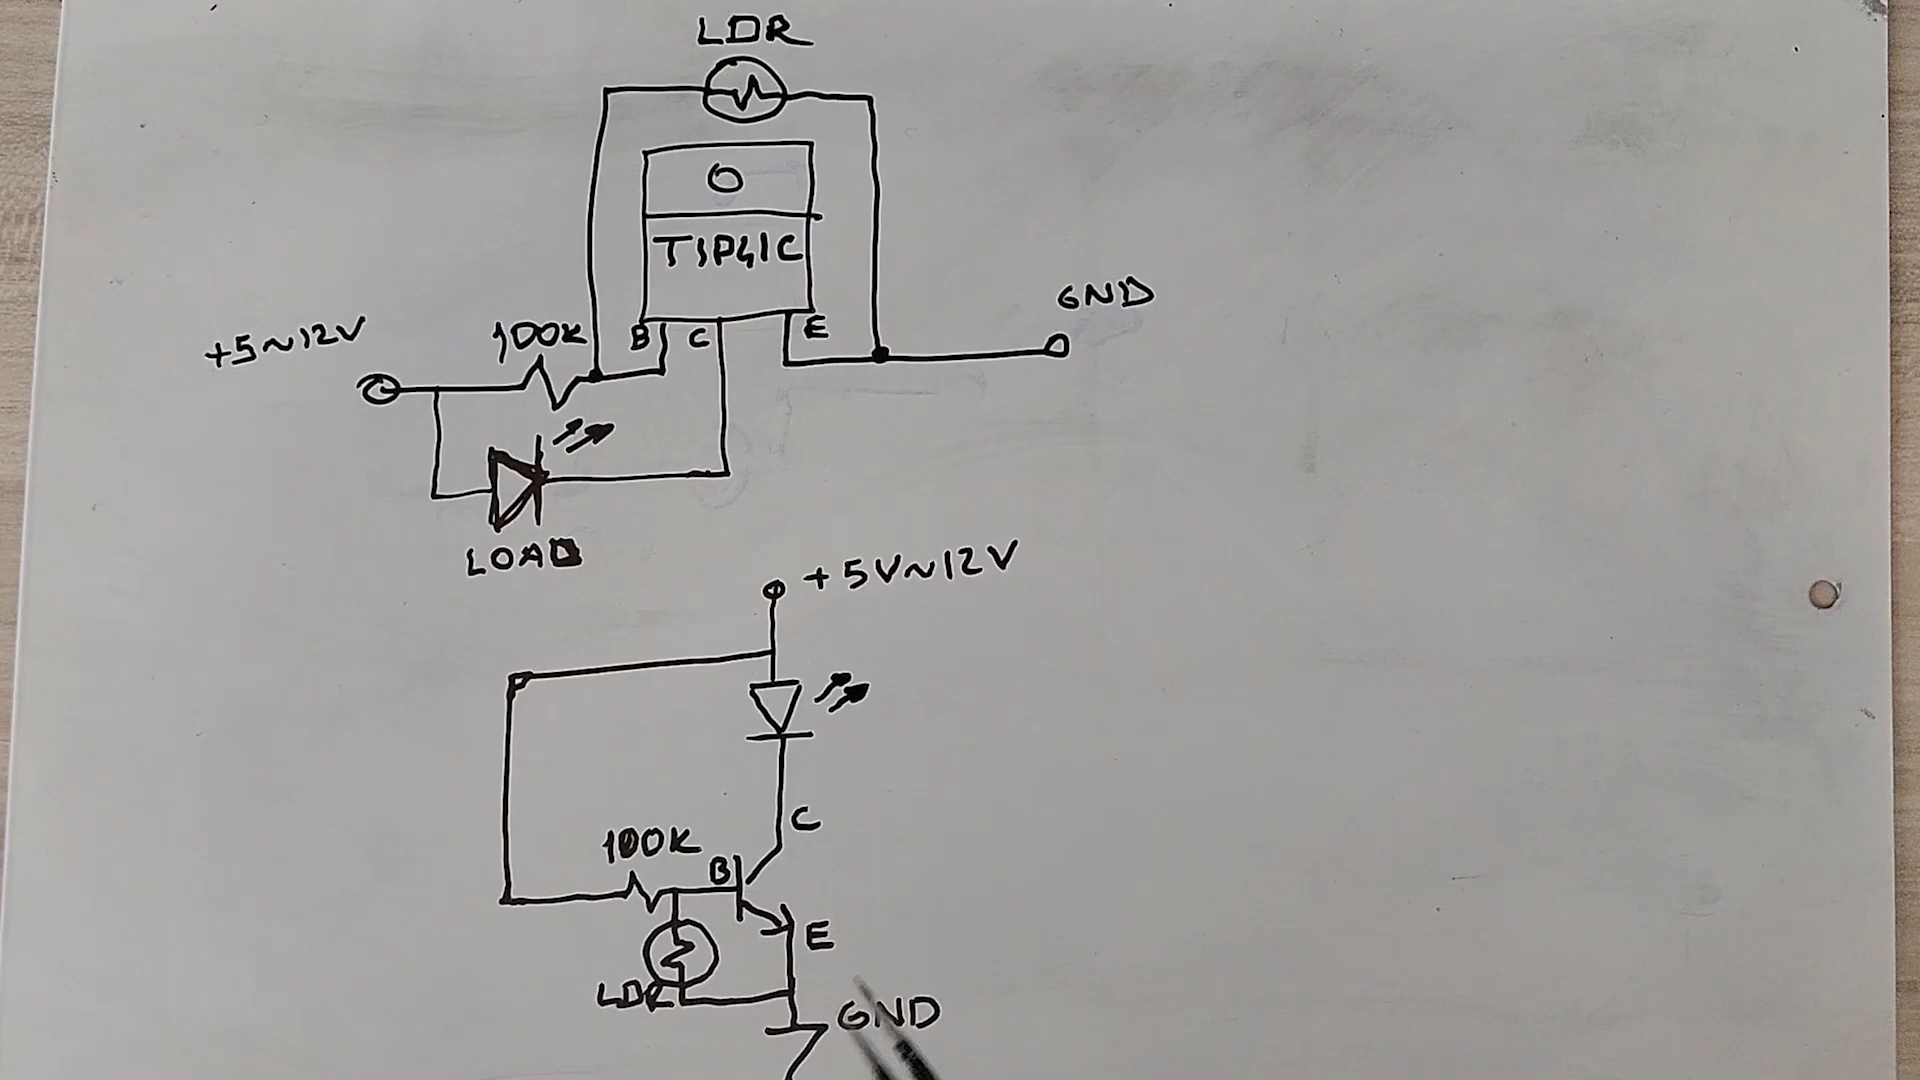 LDR
O
TIP41C
B C E
GND
+5~12V
100K
LOAD
+5V~12V
C
100K
B
E
LDR
GND